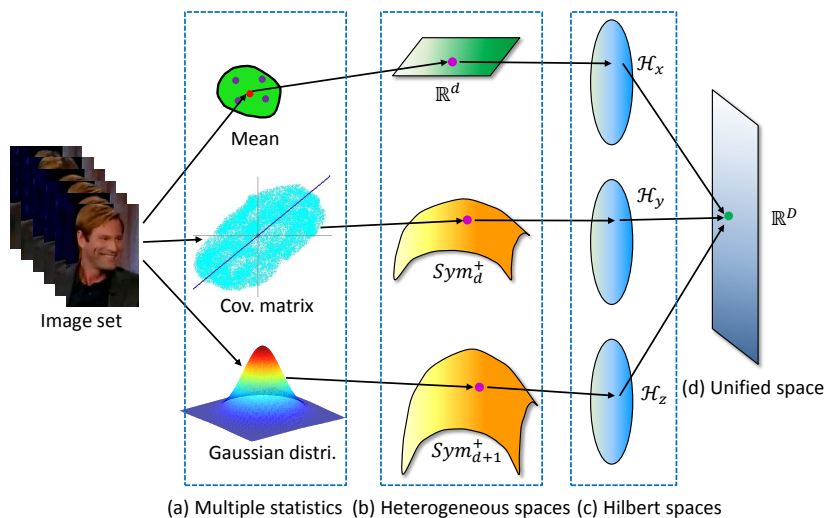 Image set
Mean
Cov. matrix
Gaussian distri.
(a) Multiple statistics
ℝ^d
Sym_d^+
Sym_{d+1}^+
(b) Heterogeneous spaces
ℋ_x
ℋ_y
ℋ_z
(c) Hilbert spaces
ℝ^D
(d) Unified space